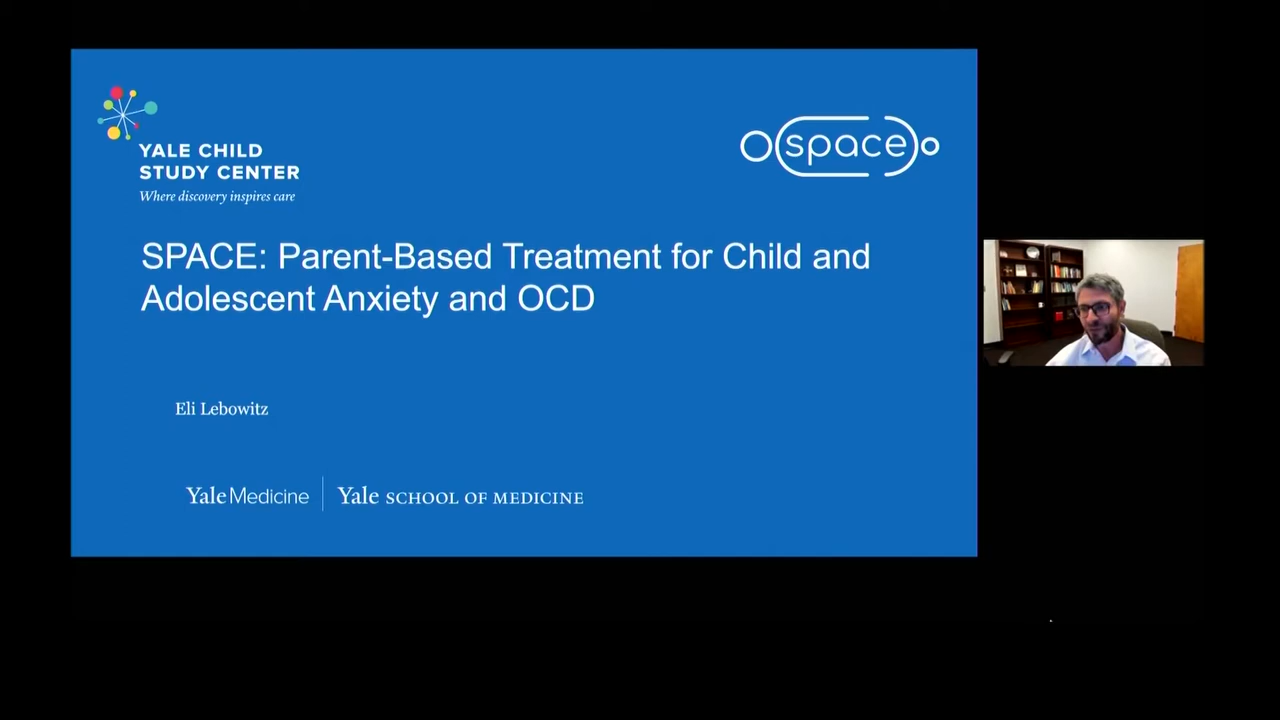 YALE CHILD
STUDY CENTER
Where discovery inspires care
space
SPACE: Parent-Based Treatment for Child and
Adolescent Anxiety and OCD
Eli Lebowitz
Yale Medicine | Yale SCHOOL OF MEDICINE